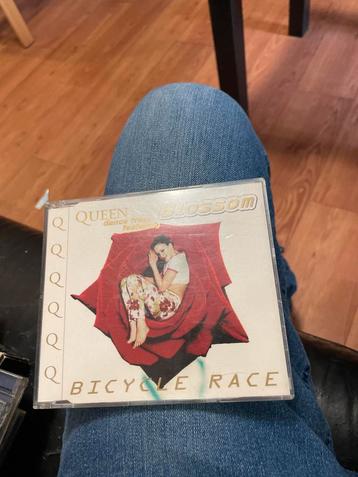 QUEEN
dance traxx
featuring
BLOSSOM
Q
Q
Q
Q
Q
Q
BICYCLE RACE